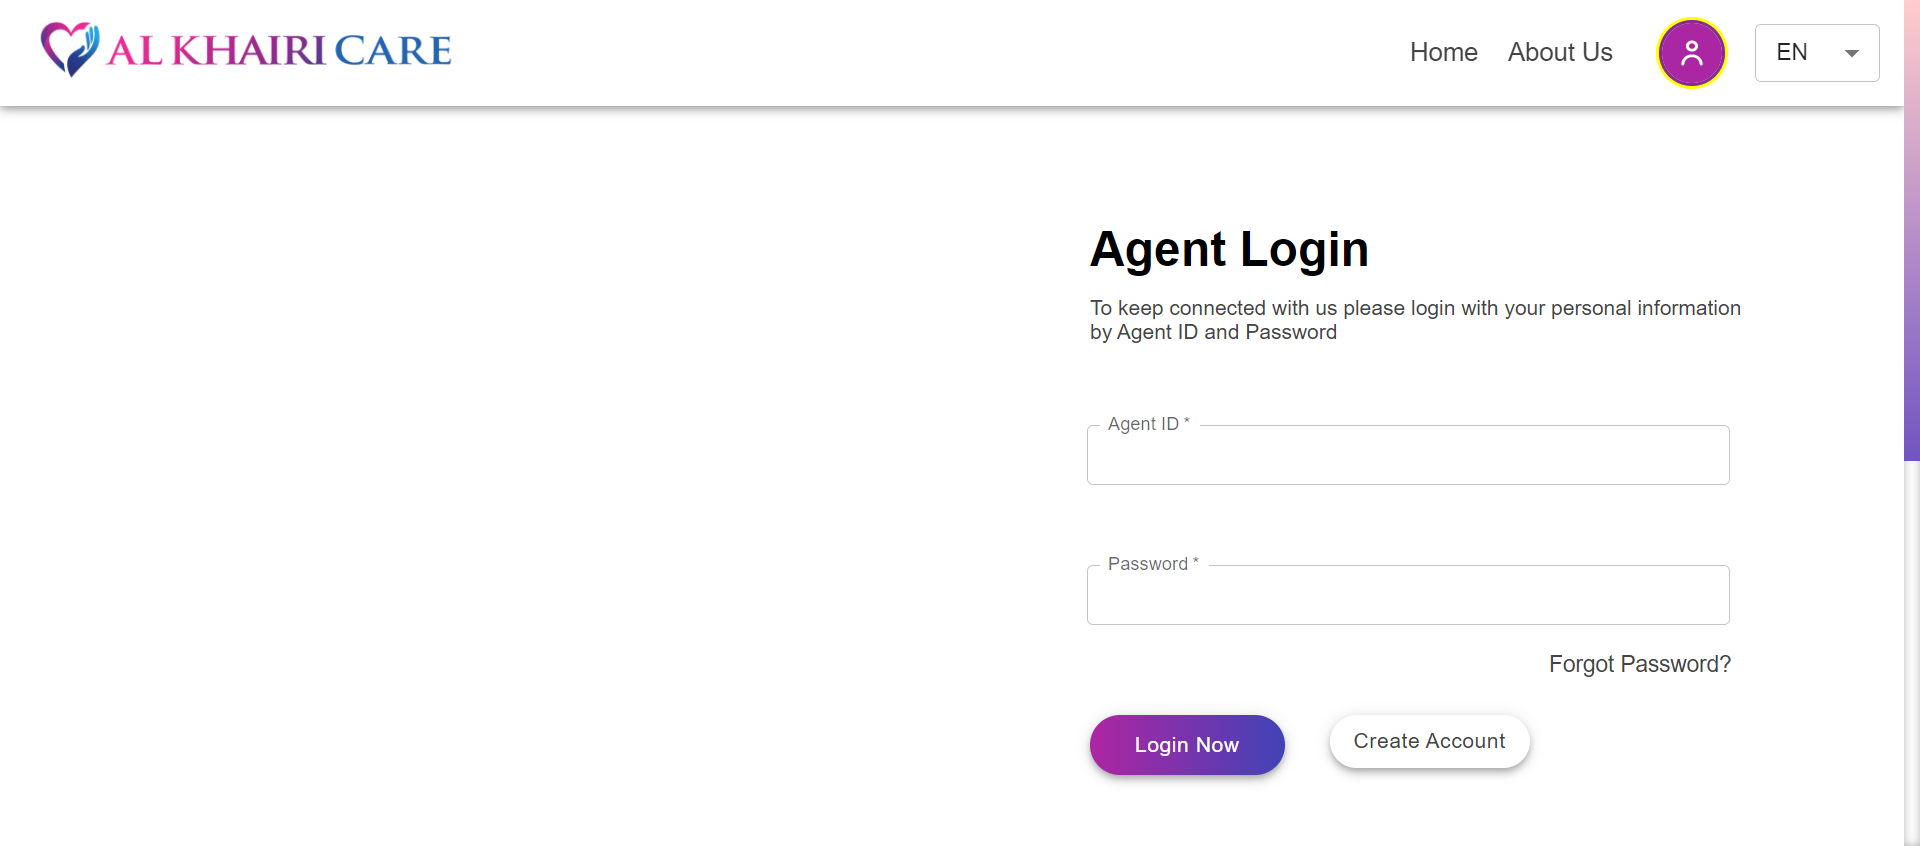 AL KHAIRI CARE
Home
About Us
EN
Agent Login
To keep connected with us please login with your personal information
by Agent ID and Password
Agent ID *
Password *
Forgot Password?
Login Now
Create Account